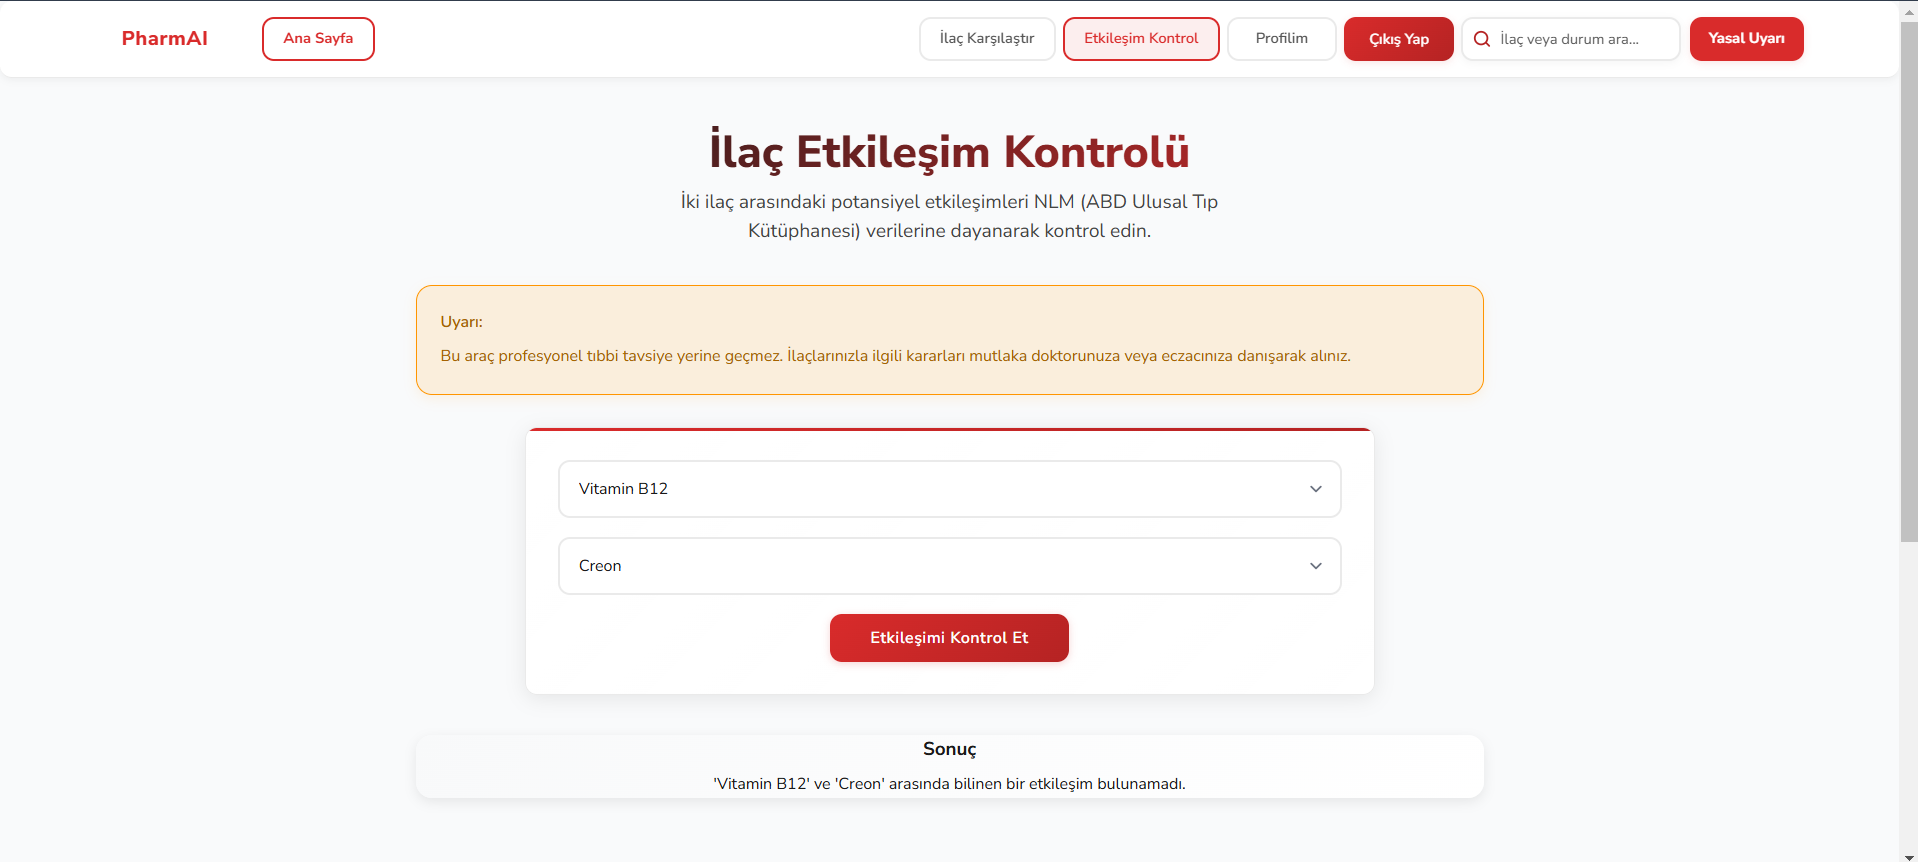 PharmAI
Ana Sayfa
İlaç Karşılaştır
Etkileşim Kontrol
Profilim
Çıkış Yap
İlaç veya durum ara...
Yasal Uyarı
İlaç Etkileşim Kontrolü
İki ilaç arasındaki potansiyel etkileşimleri NLM (ABD Ulusal Tıp
Kütüphanesi) verilerine dayanarak kontrol edin.
Uyarı:
Bu araç profesyonel tıbbi tavsiye yerine geçmez. İlaçlarınızla ilgili kararları mutlaka doktorunuza veya eczacınıza danışarak alınız.
Vitamin B12
Creon
Etkileşimi Kontrol Et
Sonuç
'Vitamin B12' ve 'Creon' arasında bilinen bir etkileşim bulunamadı.